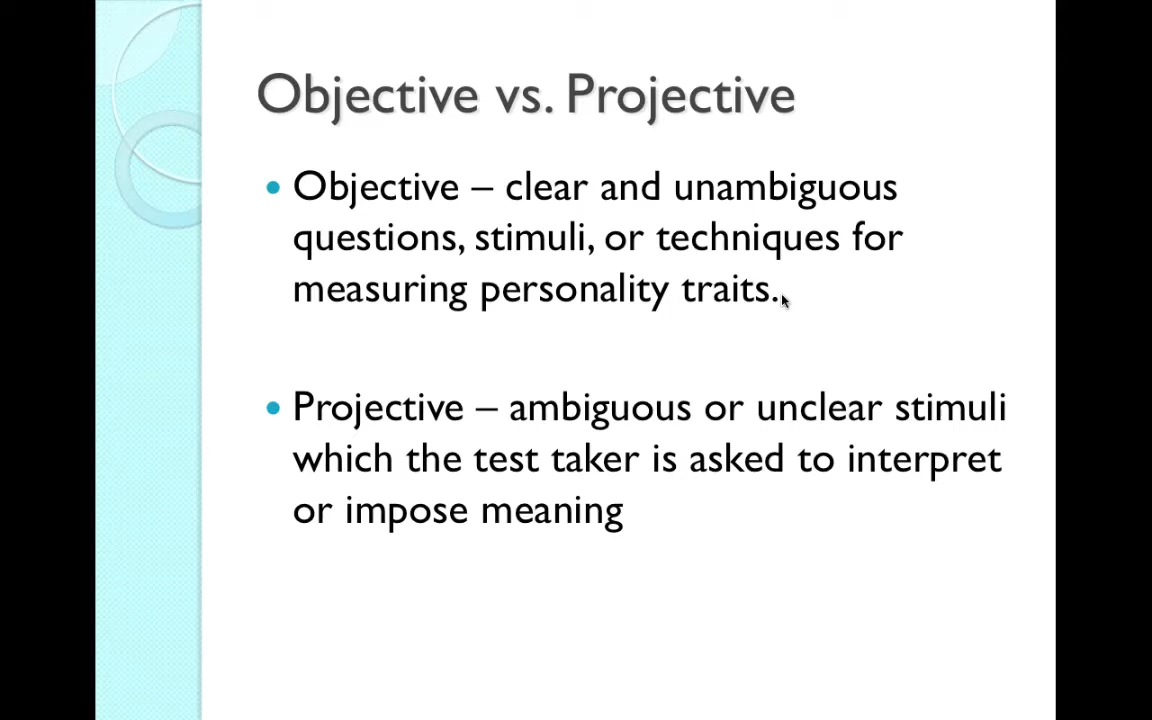 Objective vs. Projective
• Objective – clear and unambiguous
questions, stimuli, or techniques for
measuring personality traits.
• Projective – ambiguous or unclear stimuli
which the test taker is asked to interpret
or impose meaning